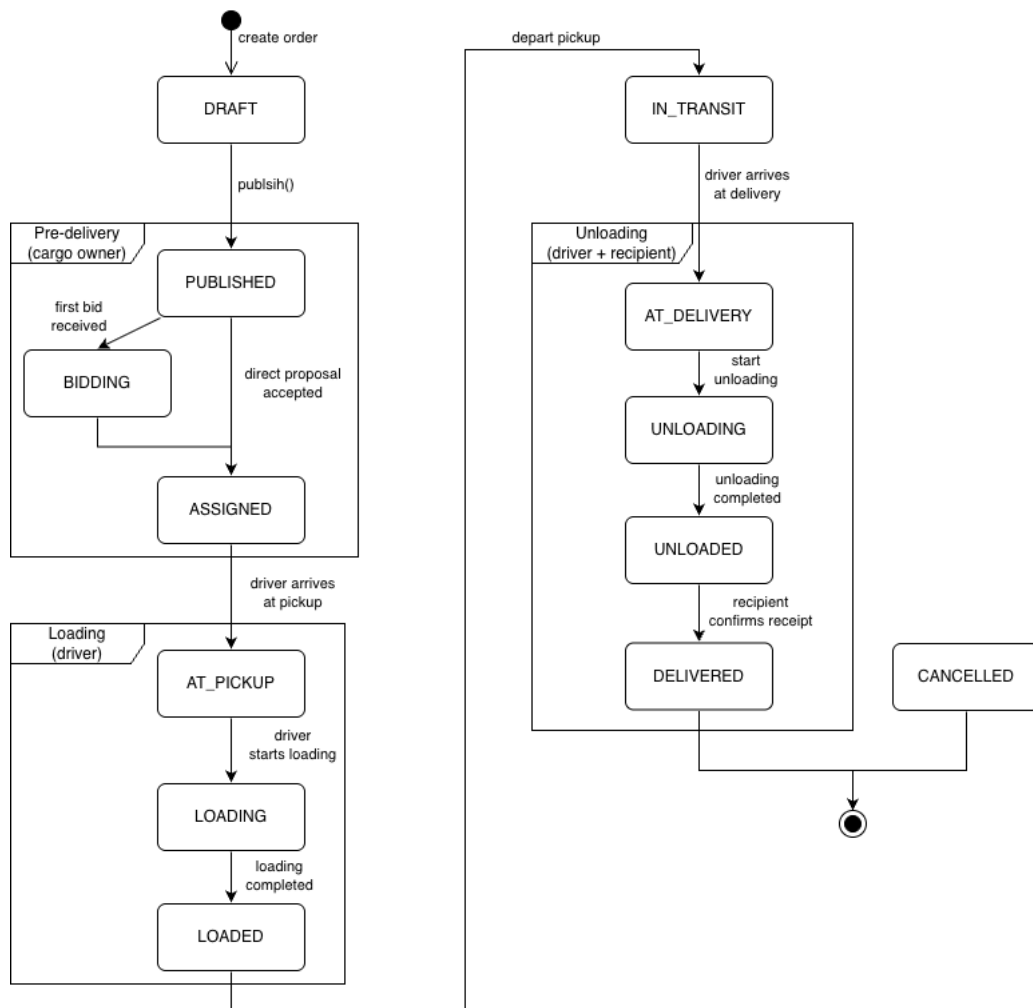 create order
DRAFT
publsih()
Pre-delivery
(cargo owner)
PUBLISHED
first bid
received
BIDDING
direct proposal
accepted
ASSIGNED
driver arrives
at pickup
Loading
(driver)
AT_PICKUP
driver
starts loading
LOADING
loading
completed
LOADED
depart pickup
IN_TRANSIT
driver arrives
at delivery
Unloading
(driver + recipient)
AT_DELIVERY
start
unloading
UNLOADING
unloading
completed
UNLOADED
recipient
confirms receipt
DELIVERED
CANCELLED